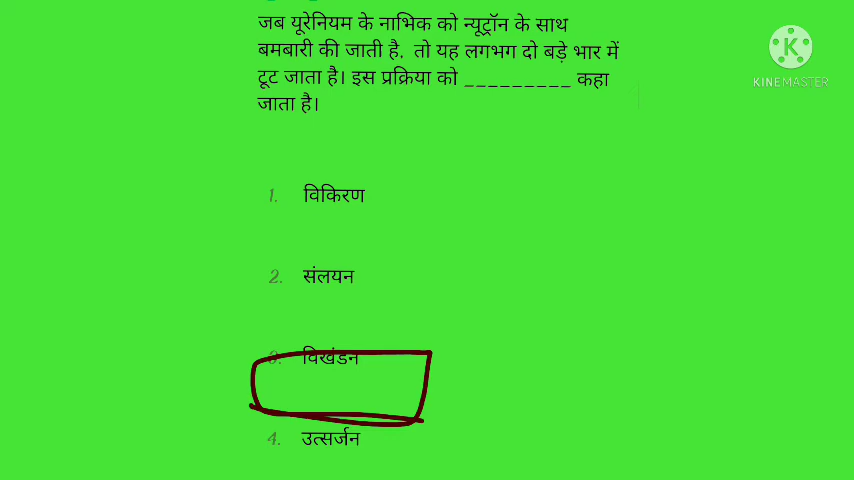 जब यूरेनियम के नाभिक को न्यूट्रॉन के साथ
बमबारी की जाती है, तो यह लगभग दो बड़े भार में
टूट जाता है। इस प्रक्रिया को _________ कहा
जाता है।
1. विकिरण
2. संलयन
3. विखंडन
4. उत्सर्जन
K
KINEMASTER